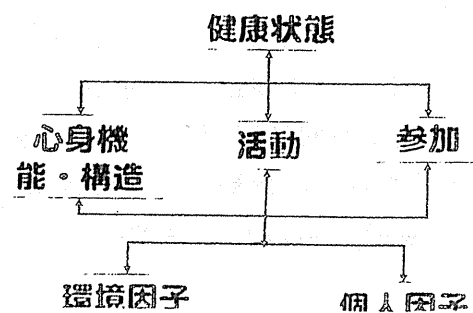 健康状態
心身機
能・構造
活動
参加
環境因子
個人因子